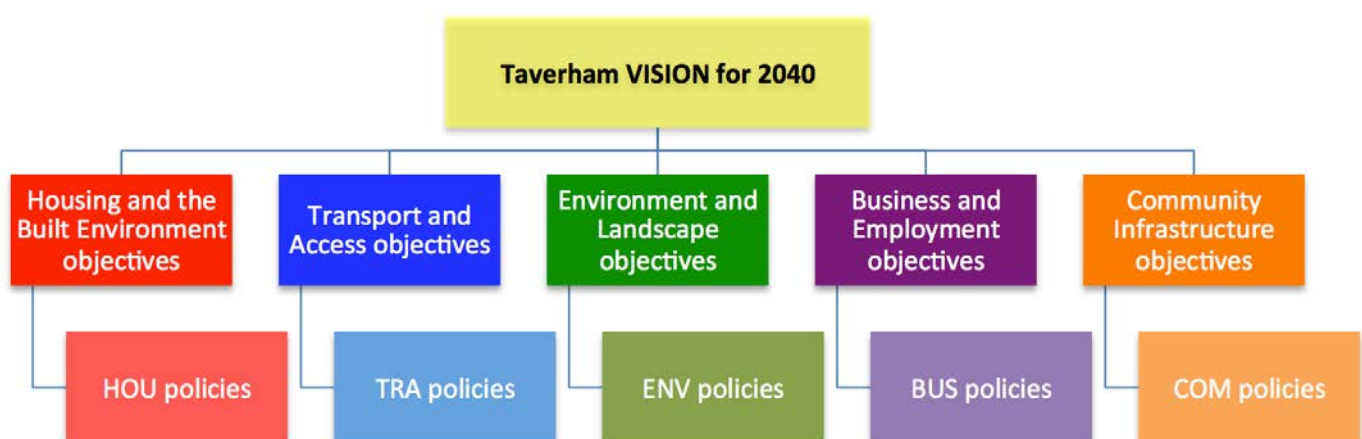 Taverham VISION for 2040
Housing and the
Built Environment
objectives
Transport and
Access objectives
Environment and
Landscape
objectives
Business and
Employment
objectives
Community
Infrastructure
objectives
HOU policies
TRA policies
ENV policies
BUS policies
COM policies